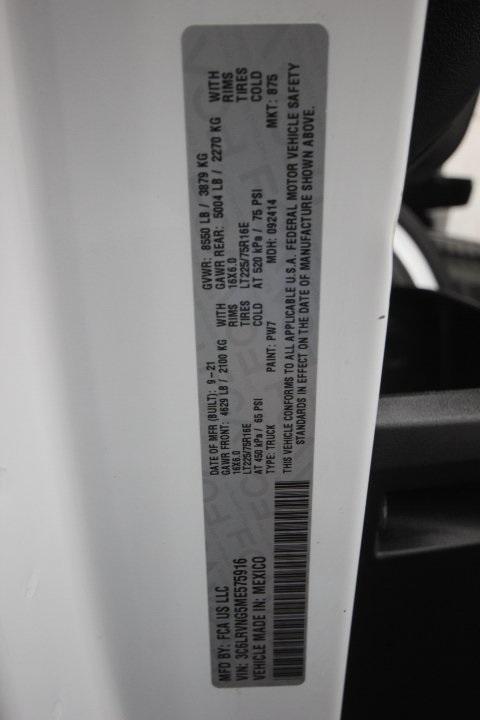 MFD BY: FCA US LLC
VIN: 3C6LRVNG5ME575916
VEHICLE MADE IN: MEXICO
DATE OF MFR (BUILT): 9-21
GVWR: 8550 LB / 3879 KG
GAWR FRONT: 4629 LB / 2100 KG WITH
GAWR REAR: 5004 LB / 2270 KG WITH
16X6.0 RIMS
16X6.0 RIMS
LT225/75R16E TIRES
LT225/75R16E TIRES
AT 450 kPa / 65 PSI COLD
AT 520 kPa / 75 PSI COLD
TYPE: TRUCK PAINT: PW7 MDH: 092414 MKT: 875
THIS VEHICLE CONFORMS TO ALL APPLICABLE U.S.A. FEDERAL MOTOR VEHICLE SAFETY
STANDARDS IN EFFECT ON THE DATE OF MANUFACTURE SHOWN ABOVE.